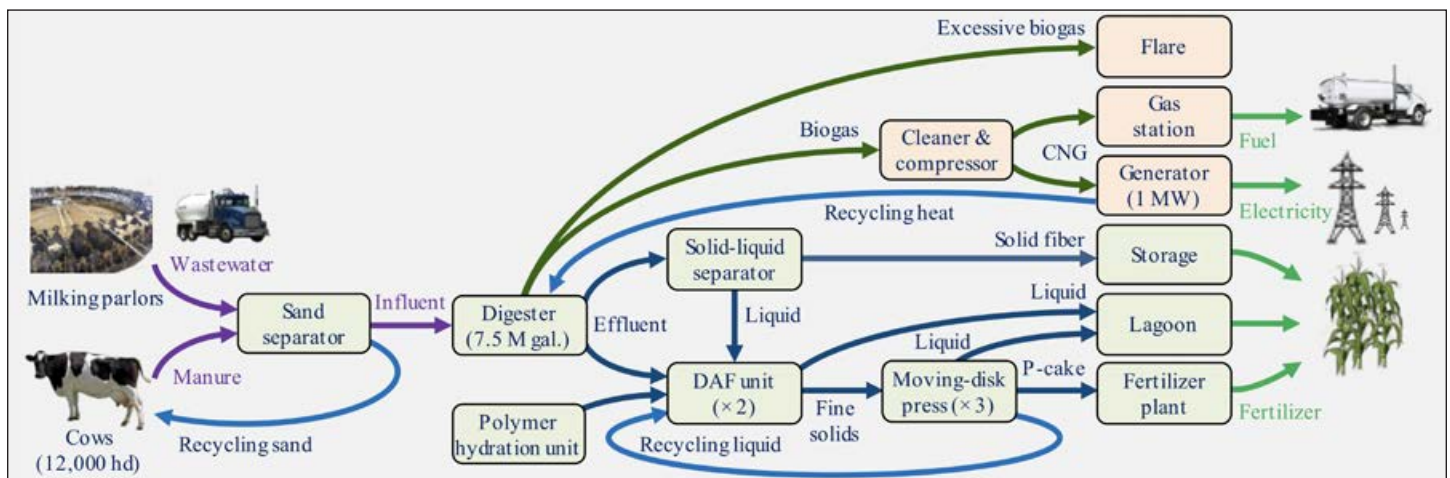 Excessive biogas
Flare
Gas
station
Fuel
Biogas
Cleaner &
compressor
CNG
Generator
(1 MW)
Electricity
Recycling heat
Wastewater
Milking parlors
Solid-liquid
separator
Solid fiber
Storage
Sand
separator
Influent
Digester
(7.5 M gal.)
Effluent
Liquid
Liquid
Liquid
Lagoon
Manure
DAF unit
(× 2)
Moving-disk
press (× 3)
P-cake
Fertilizer
plant
Fertilizer
Fine
solids
Polymer
hydration unit
Recycling liquid
Cows
(12,000 hd)
Recycling sand